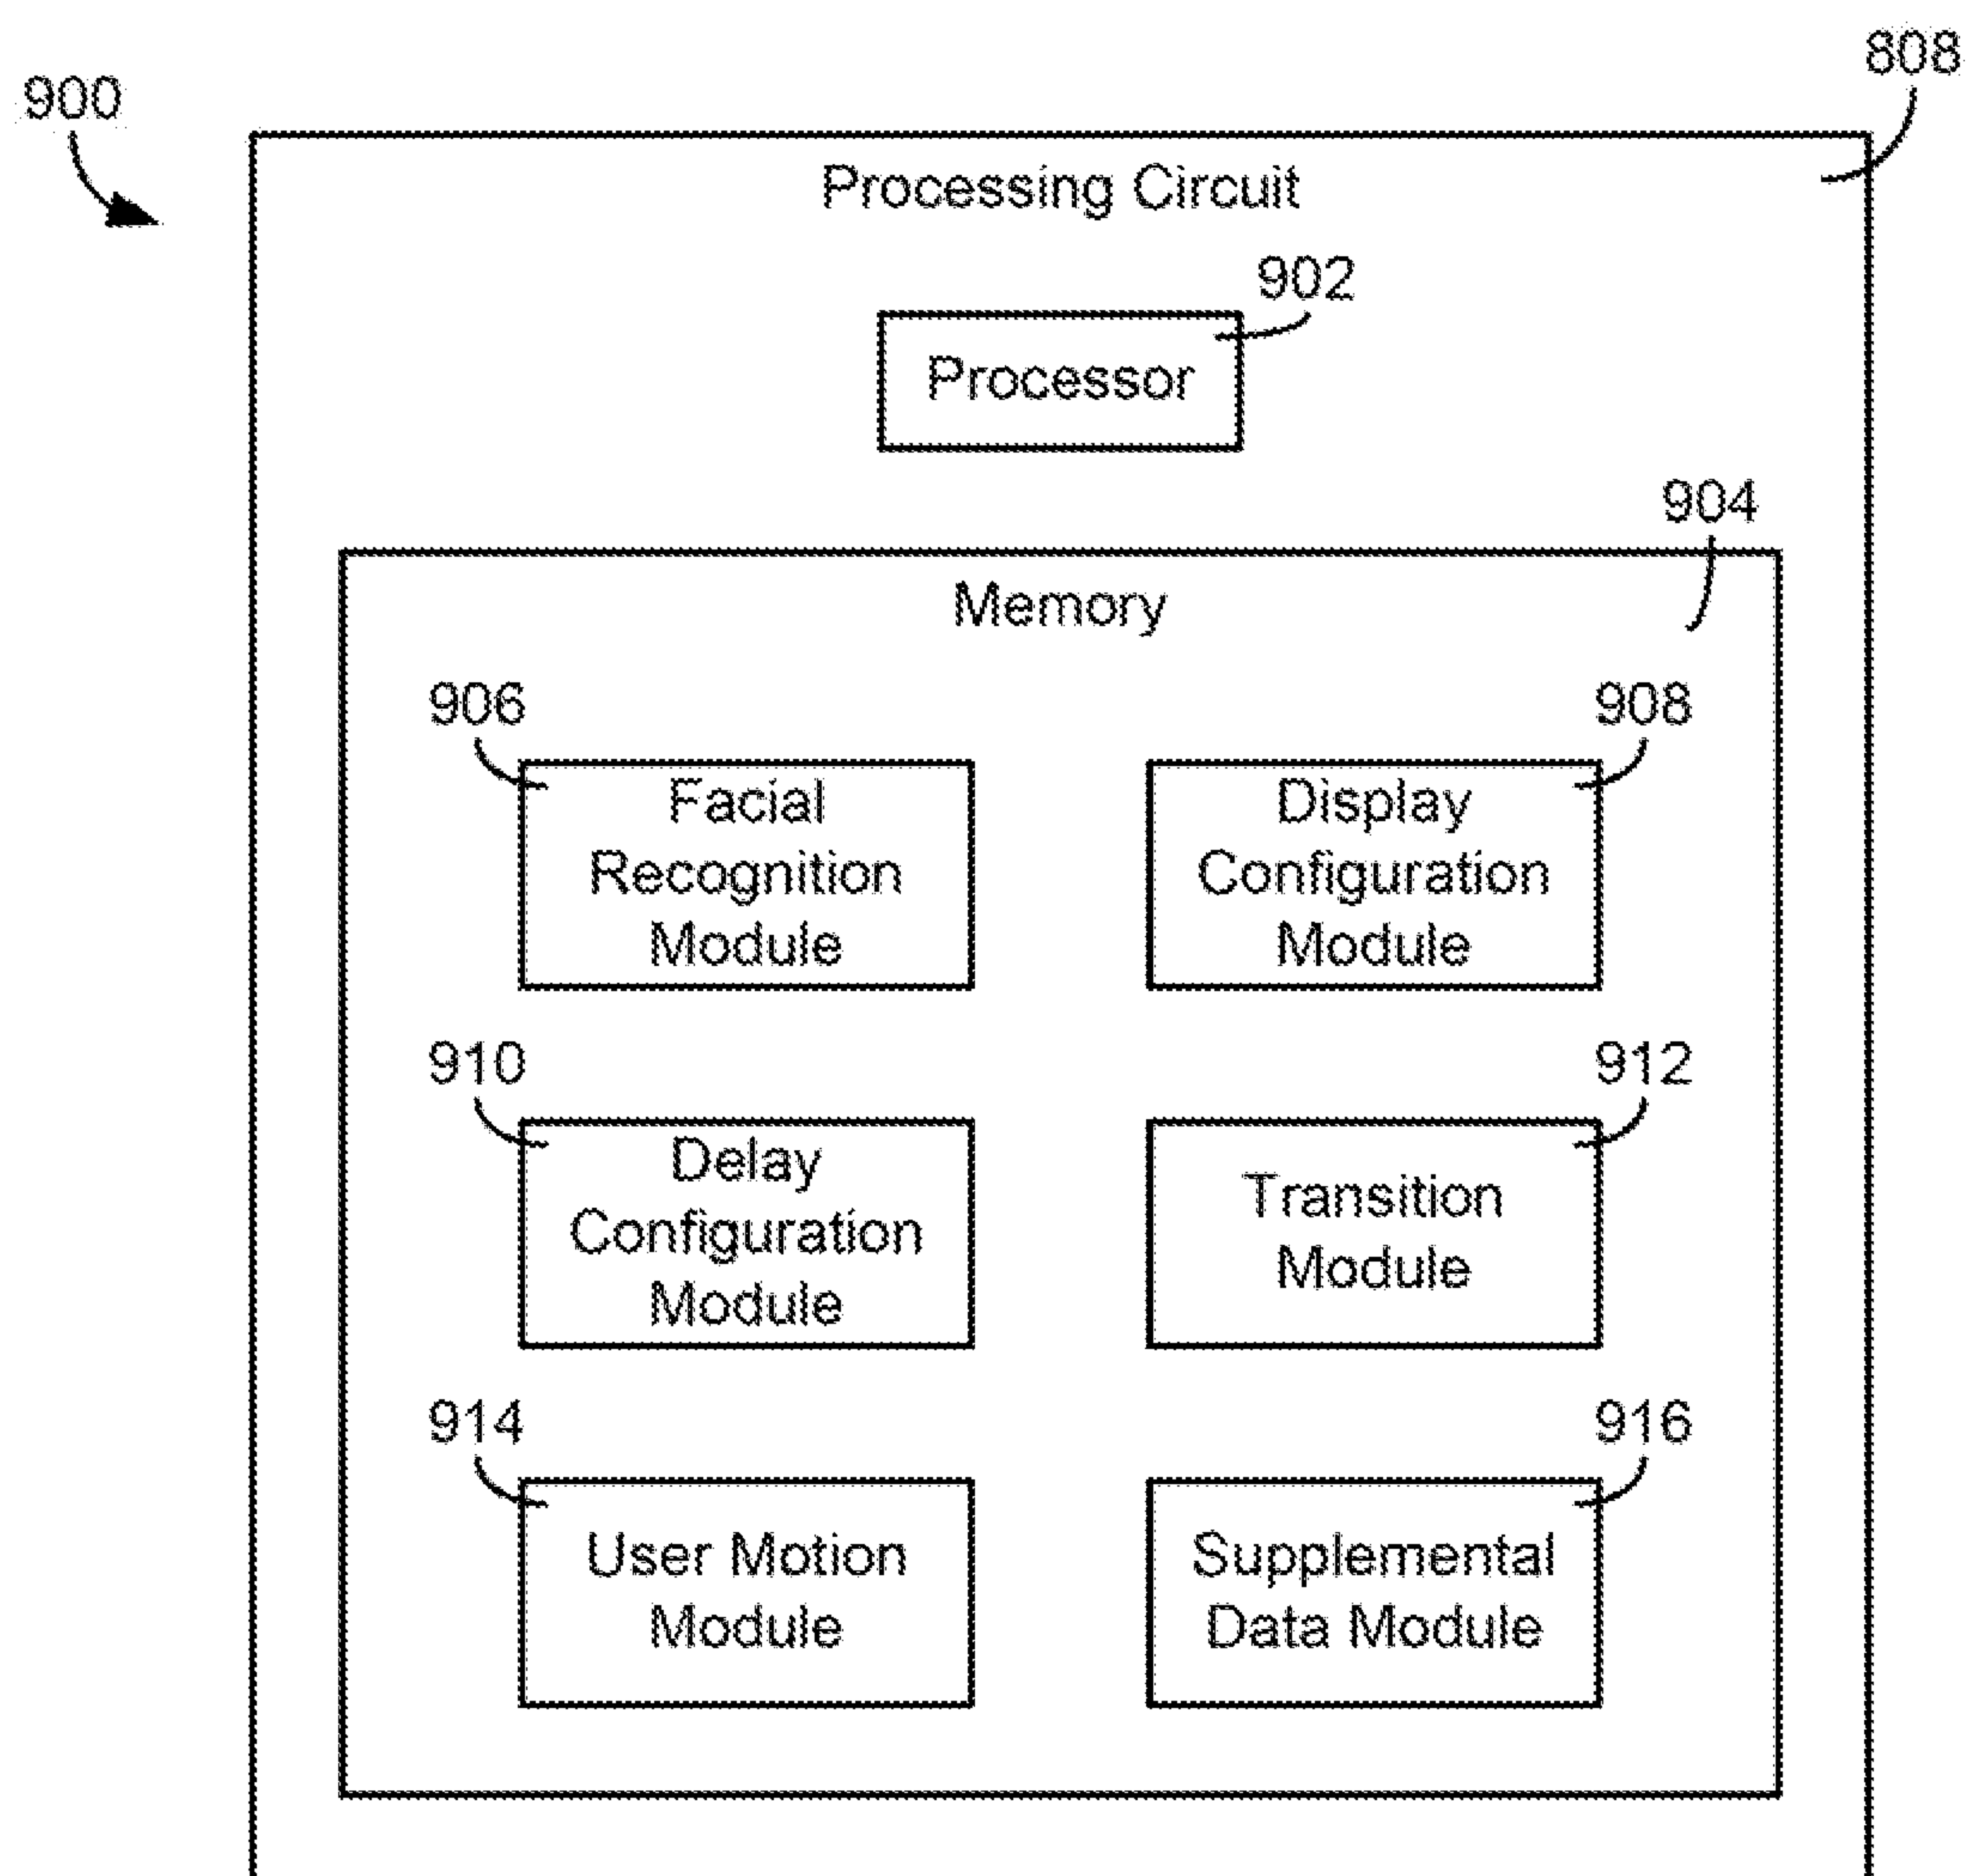 808
900
Processing Circuit
902
Processor
904
Memory
906
908
Facial
Recognition
Module
Display
Configuration
Module
910
912
Delay
Configuration
Module
Transition
Module
914
916
User Motion
Module
Supplemental
Data Module